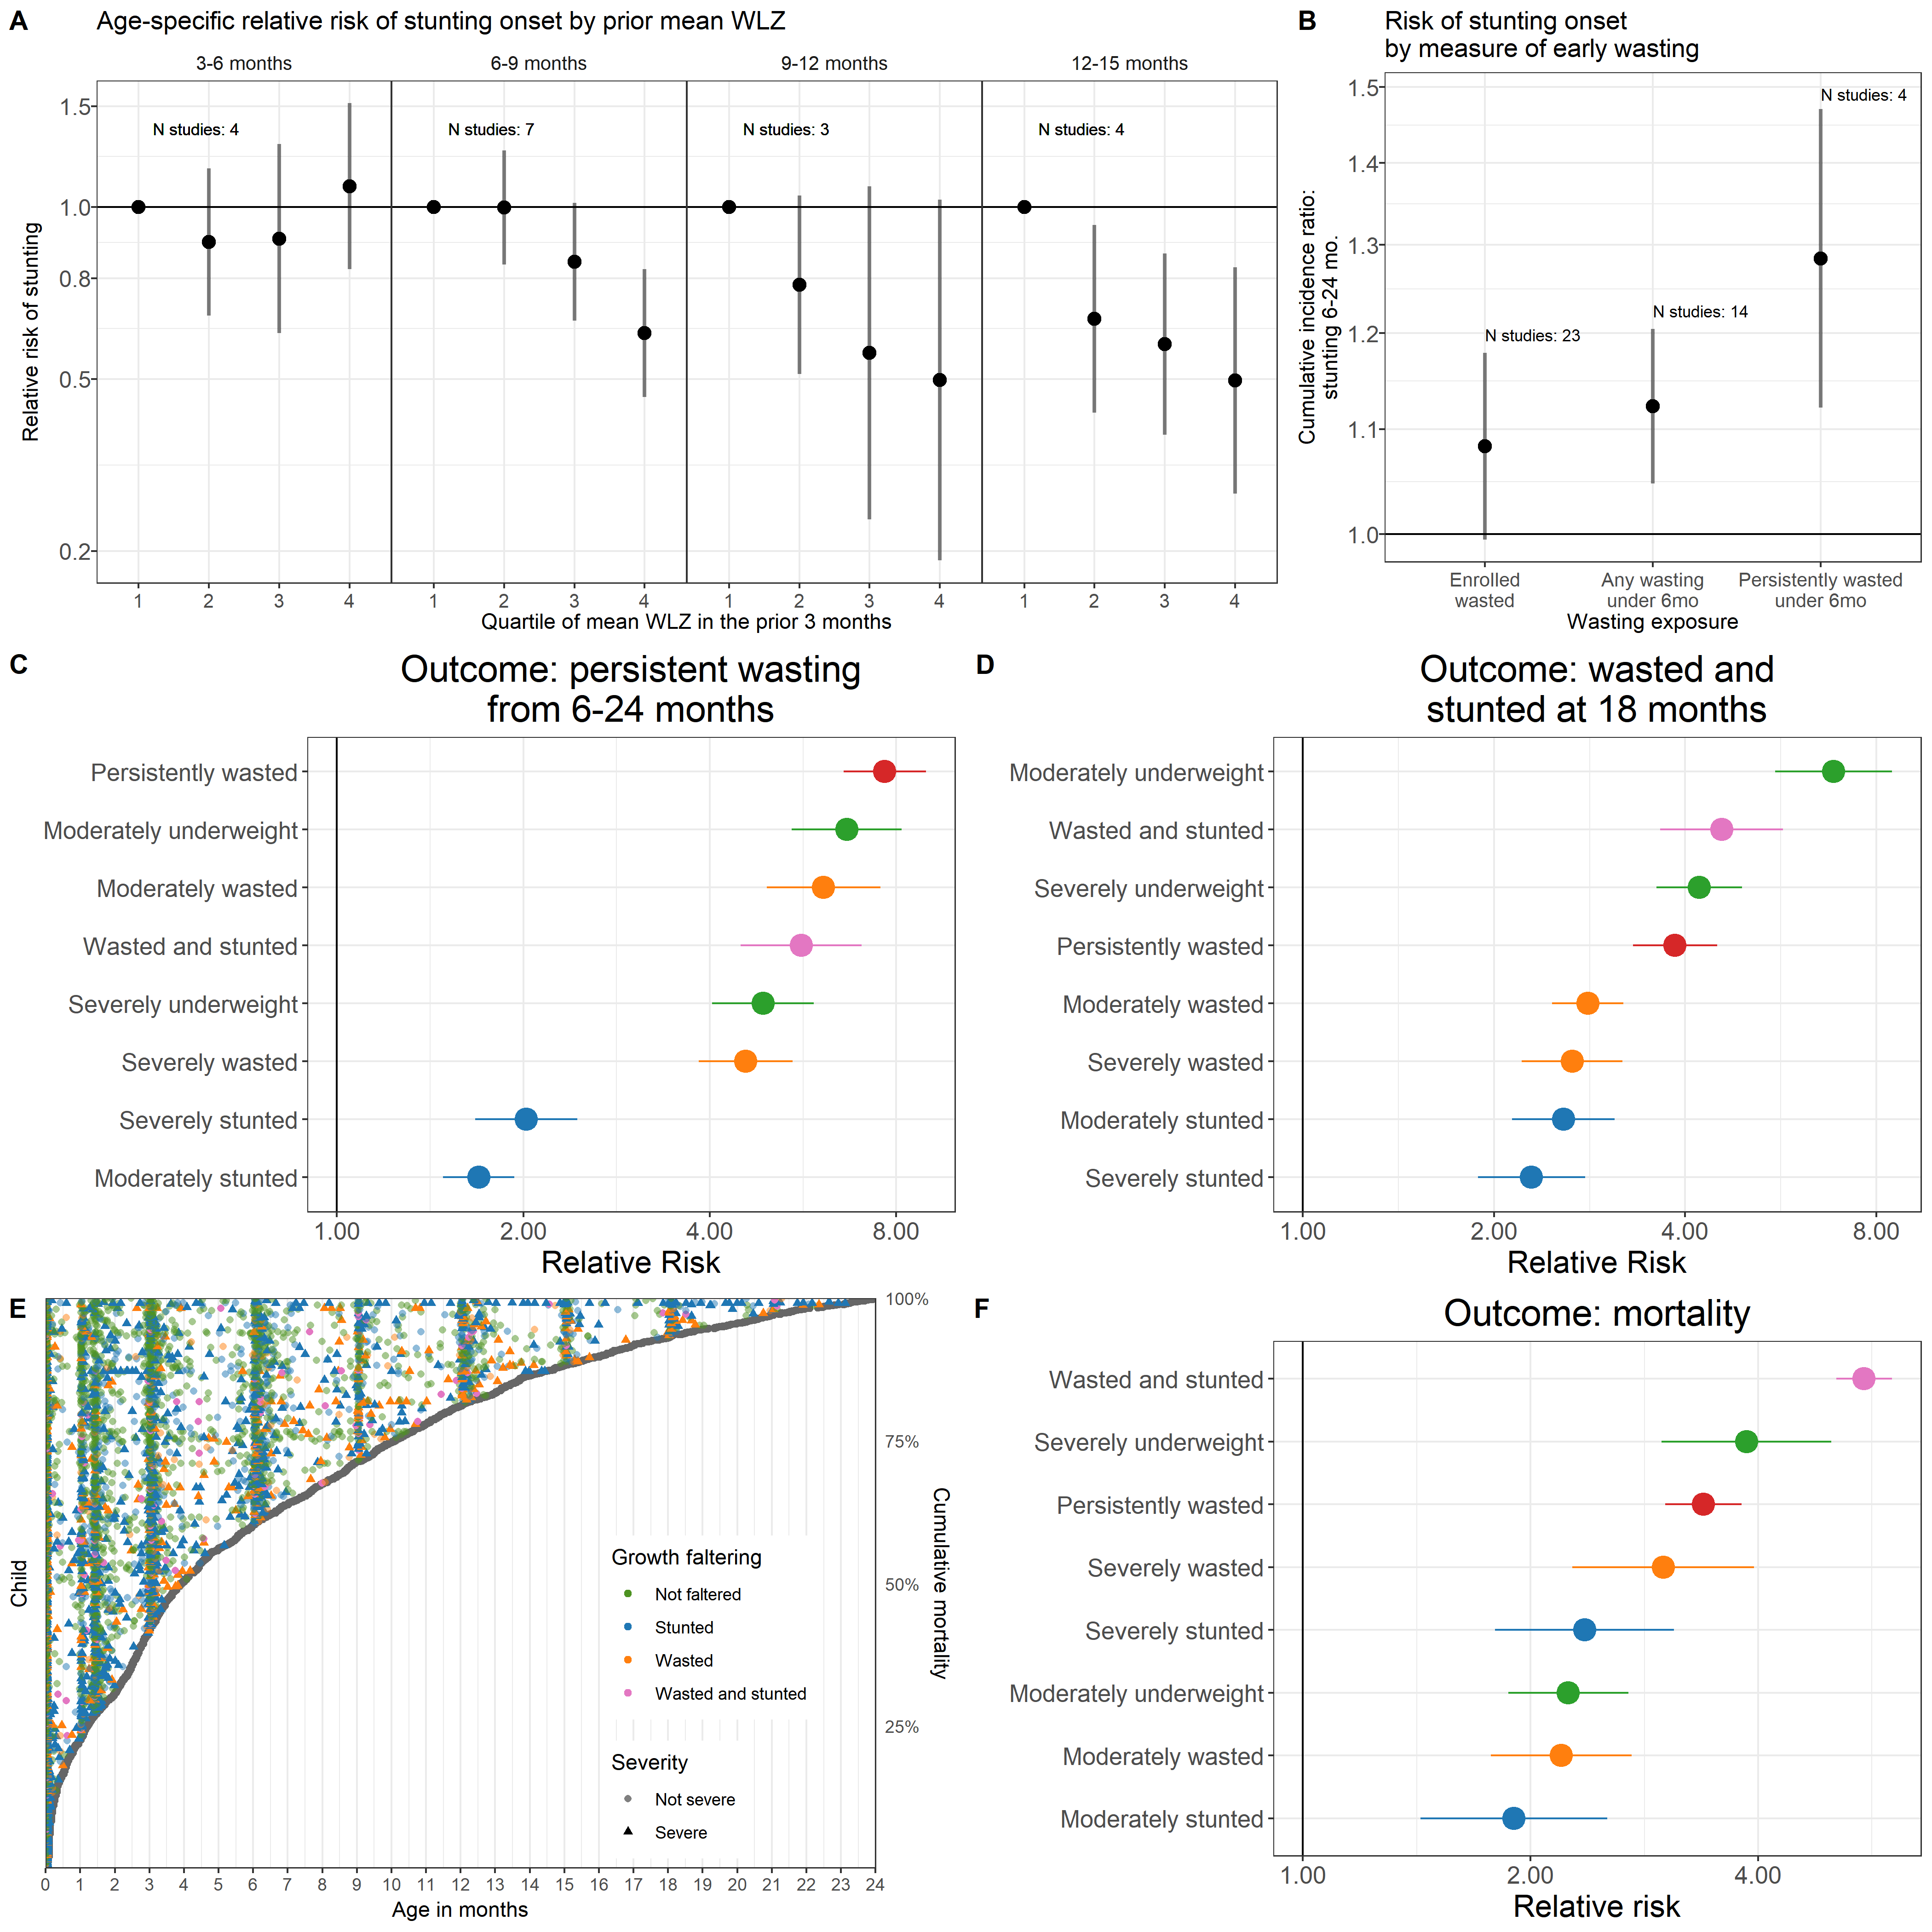 A
Age-specific relative risk of stunting onset by prior mean WLZ
3-6 months
6-9 months
9-12 months
12-15 months
N studies: 4
N studies: 7
N studies: 3
N studies: 4
Relative risk of stunting
1.5
1.0
0.8
0.5
0.2
1 2 3 4 1 2 3 4 1 2 3 4 1 2 3 4
Quartile of mean WLZ in the prior 3 months
B
Risk of stunting onset
by measure of early wasting
Cumulative incidence ratio:
stunting 6-24 mo.
1.5
1.4
1.3
1.2
1.1
1.0
N studies: 23
N studies: 14
N studies: 4
Enrolled
wasted
Any wasting
under 6mo
Persistently wasted
under 6mo
Wasting exposure
C
Outcome: persistent wasting
from 6-24 months
Persistently wasted
Moderately underweight
Moderately wasted
Wasted and stunted
Severely underweight
Severely wasted
Severely stunted
Moderately stunted
1.00 2.00 4.00 8.00
Relative Risk
D
Outcome: wasted and
stunted at 18 months
Moderately underweight
Wasted and stunted
Severely underweight
Persistently wasted
Moderately wasted
Severely wasted
Moderately stunted
Severely stunted
1.00 2.00 4.00 8.00
Relative Risk
E
Child
100%
75%
50%
25%
Cumulative mortality
Growth faltering
Not faltered
Stunted
Wasted
Wasted and stunted
Severity
Not severe
Severe
0 1 2 3 4 5 6 7 8 9 10 11 12 13 14 15 16 17 18 19 20 21 22 23 24
Age in months
F
Outcome: mortality
Wasted and stunted
Severely underweight
Persistently wasted
Severely wasted
Severely stunted
Moderately underweight
Moderately wasted
Moderately stunted
1.00 2.00 4.00
Relative risk